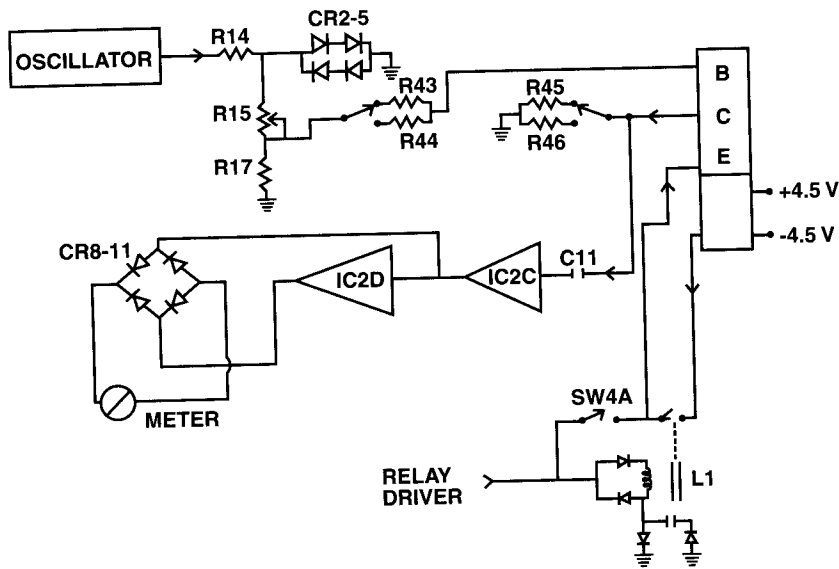 CR2-5
R14
OSCILLATOR
R43
R45
B
R15
C
R44
R46
R17
E
+4.5 V
CR8-11
-4.5 V
C11
IC2D
IC2C
SW4A
METER
RELAY
DRIVER
L1